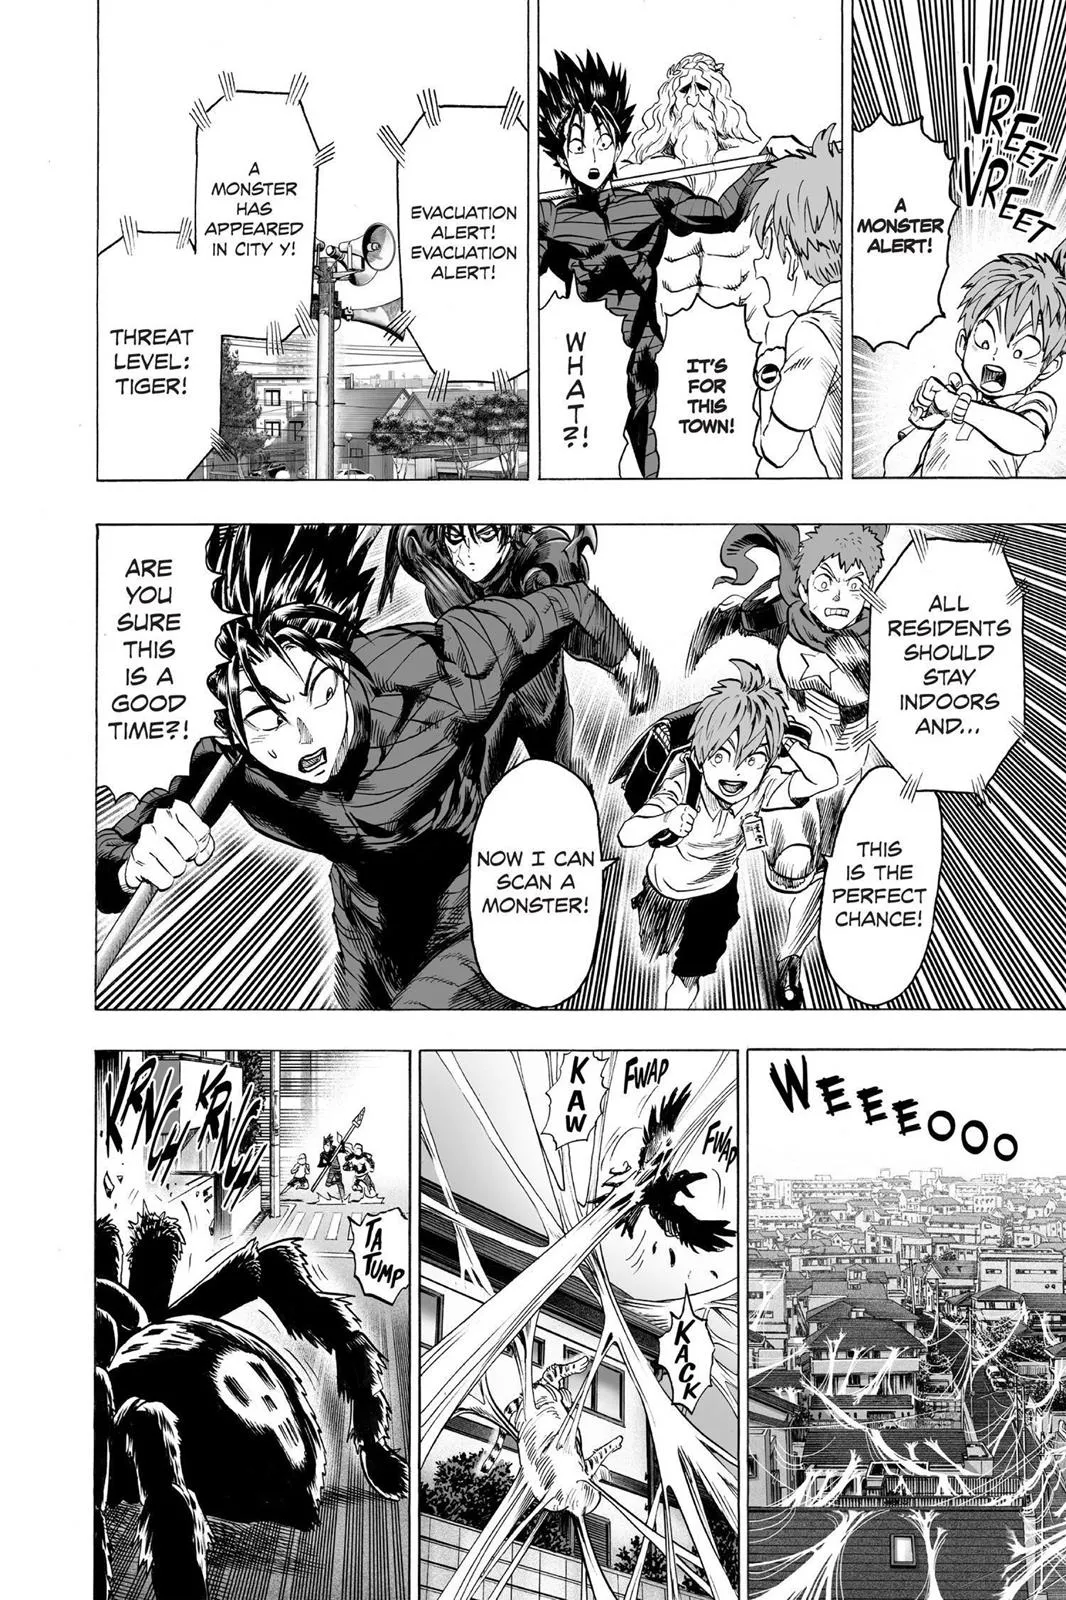 VREET
VREET
A
MONSTER
ALERT!
IT'S
FOR
THIS
TOWN!
WHAT?!
EVACUATION
ALERT!
EVACUATION
ALERT!
A
MONSTER
HAS
APPEARED
IN CITY Y!
THREAT
LEVEL:
TIGER!
ALL
RESIDENTS
SHOULD
STAY
INDOORS
AND...
THIS
IS THE
PERFECT
CHANCE!
NOW I CAN
SCAN A
MONSTER!
ARE
YOU
SURE
THIS
IS A
GOOD
TIME?!
WEEEOOO
FWAP
FWAP
KAW
KACK
KRNCH
KRNCH
TA
TUMP